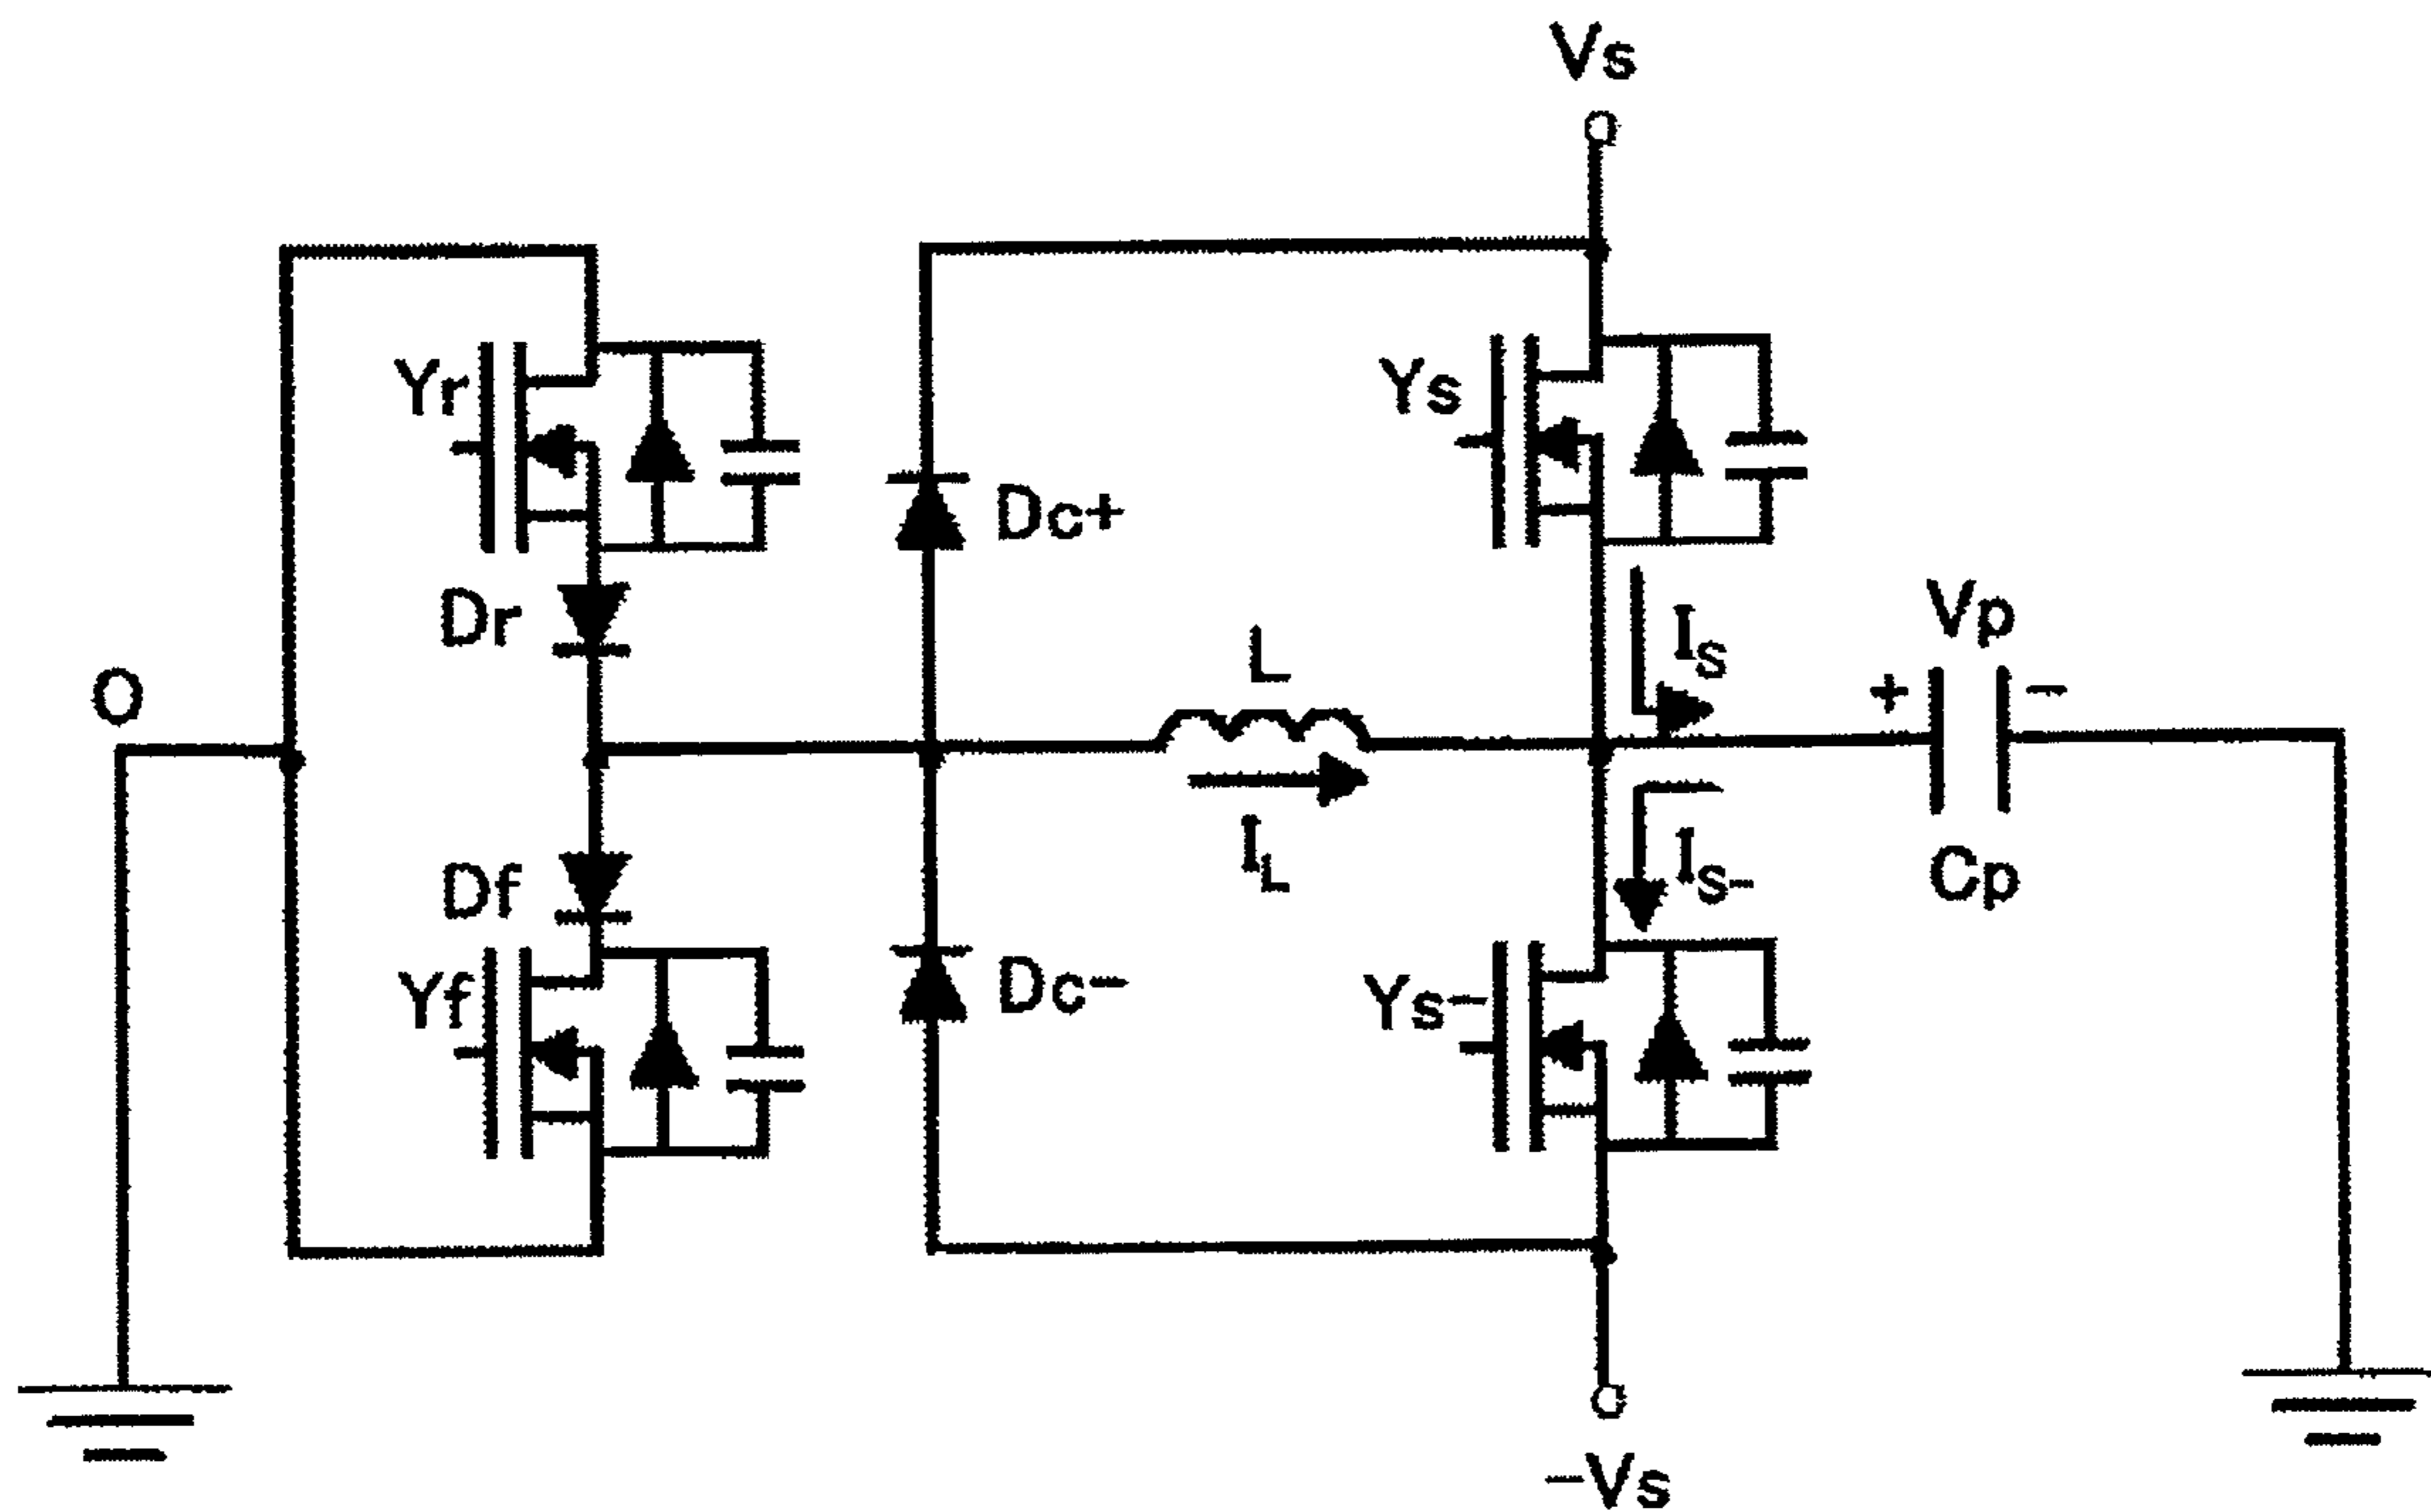 Vs
Yr
Ys
Dc+
Dr
Is
Vp
O
L
+
−
IL
Df
Is−
Cp
Yf
Dc−
Ys−
−Vs